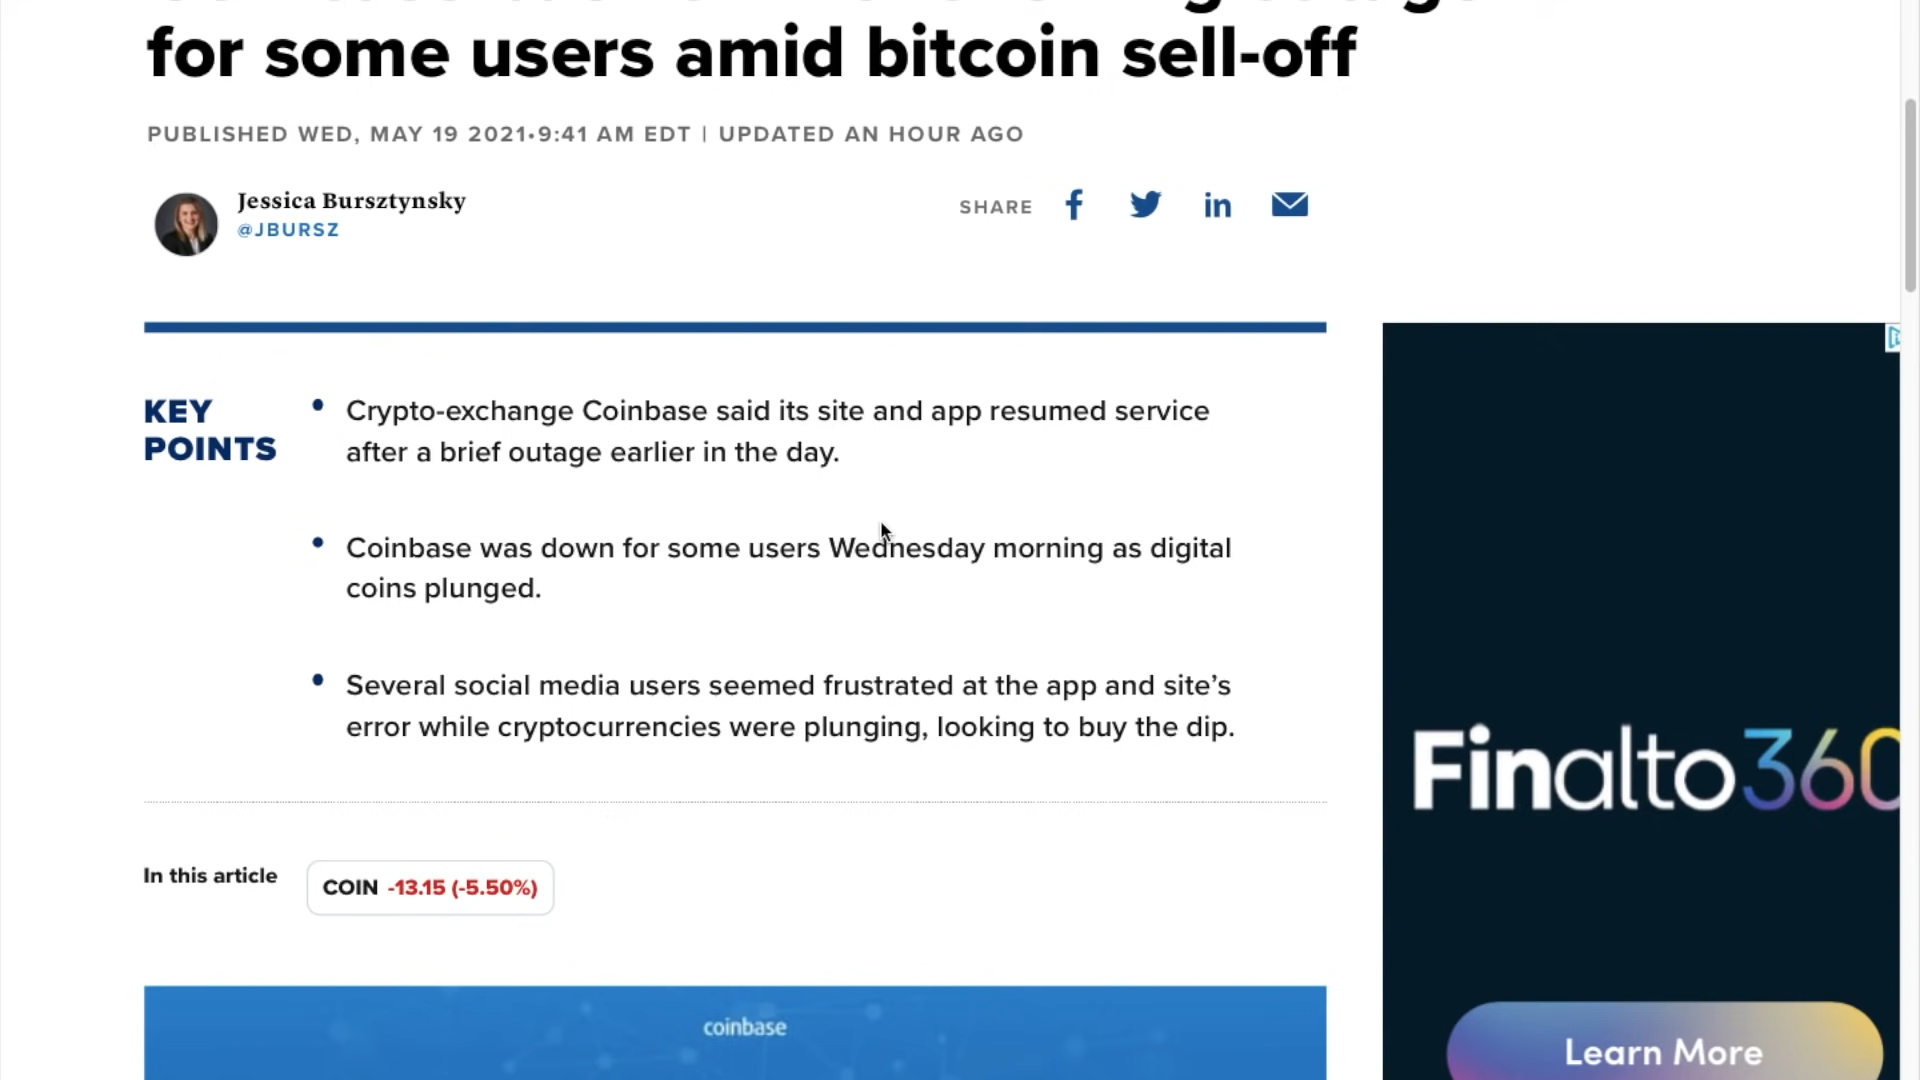 for some users amid bitcoin sell-off
PUBLISHED WED, MAY 19 2021•9:41 AM EDT | UPDATED AN HOUR AGO
Jessica Bursztynsky
@JBURSZ
SHARE
KEY
POINTS
• Crypto-exchange Coinbase said its site and app resumed service
after a brief outage earlier in the day.
• Coinbase was down for some users Wednesday morning as digital
coins plunged.
• Several social media users seemed frustrated at the app and site’s
error while cryptocurrencies were plunging, looking to buy the dip.
In this article
COIN -13.15 (-5.50%)
coinbase
Finalto360
Learn More